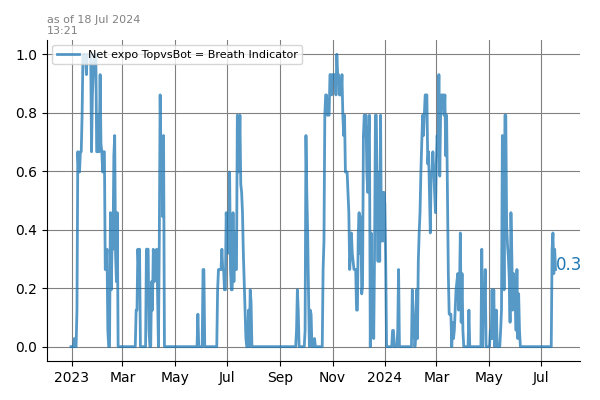 as of 18 Jul 2024
13:21
Net expo TopvsBot = Breath Indicator
1.0
0.8
0.6
0.4
0.2
0.0
0.3
2023 Mar May Jul Sep Nov 2024 Mar May Jul